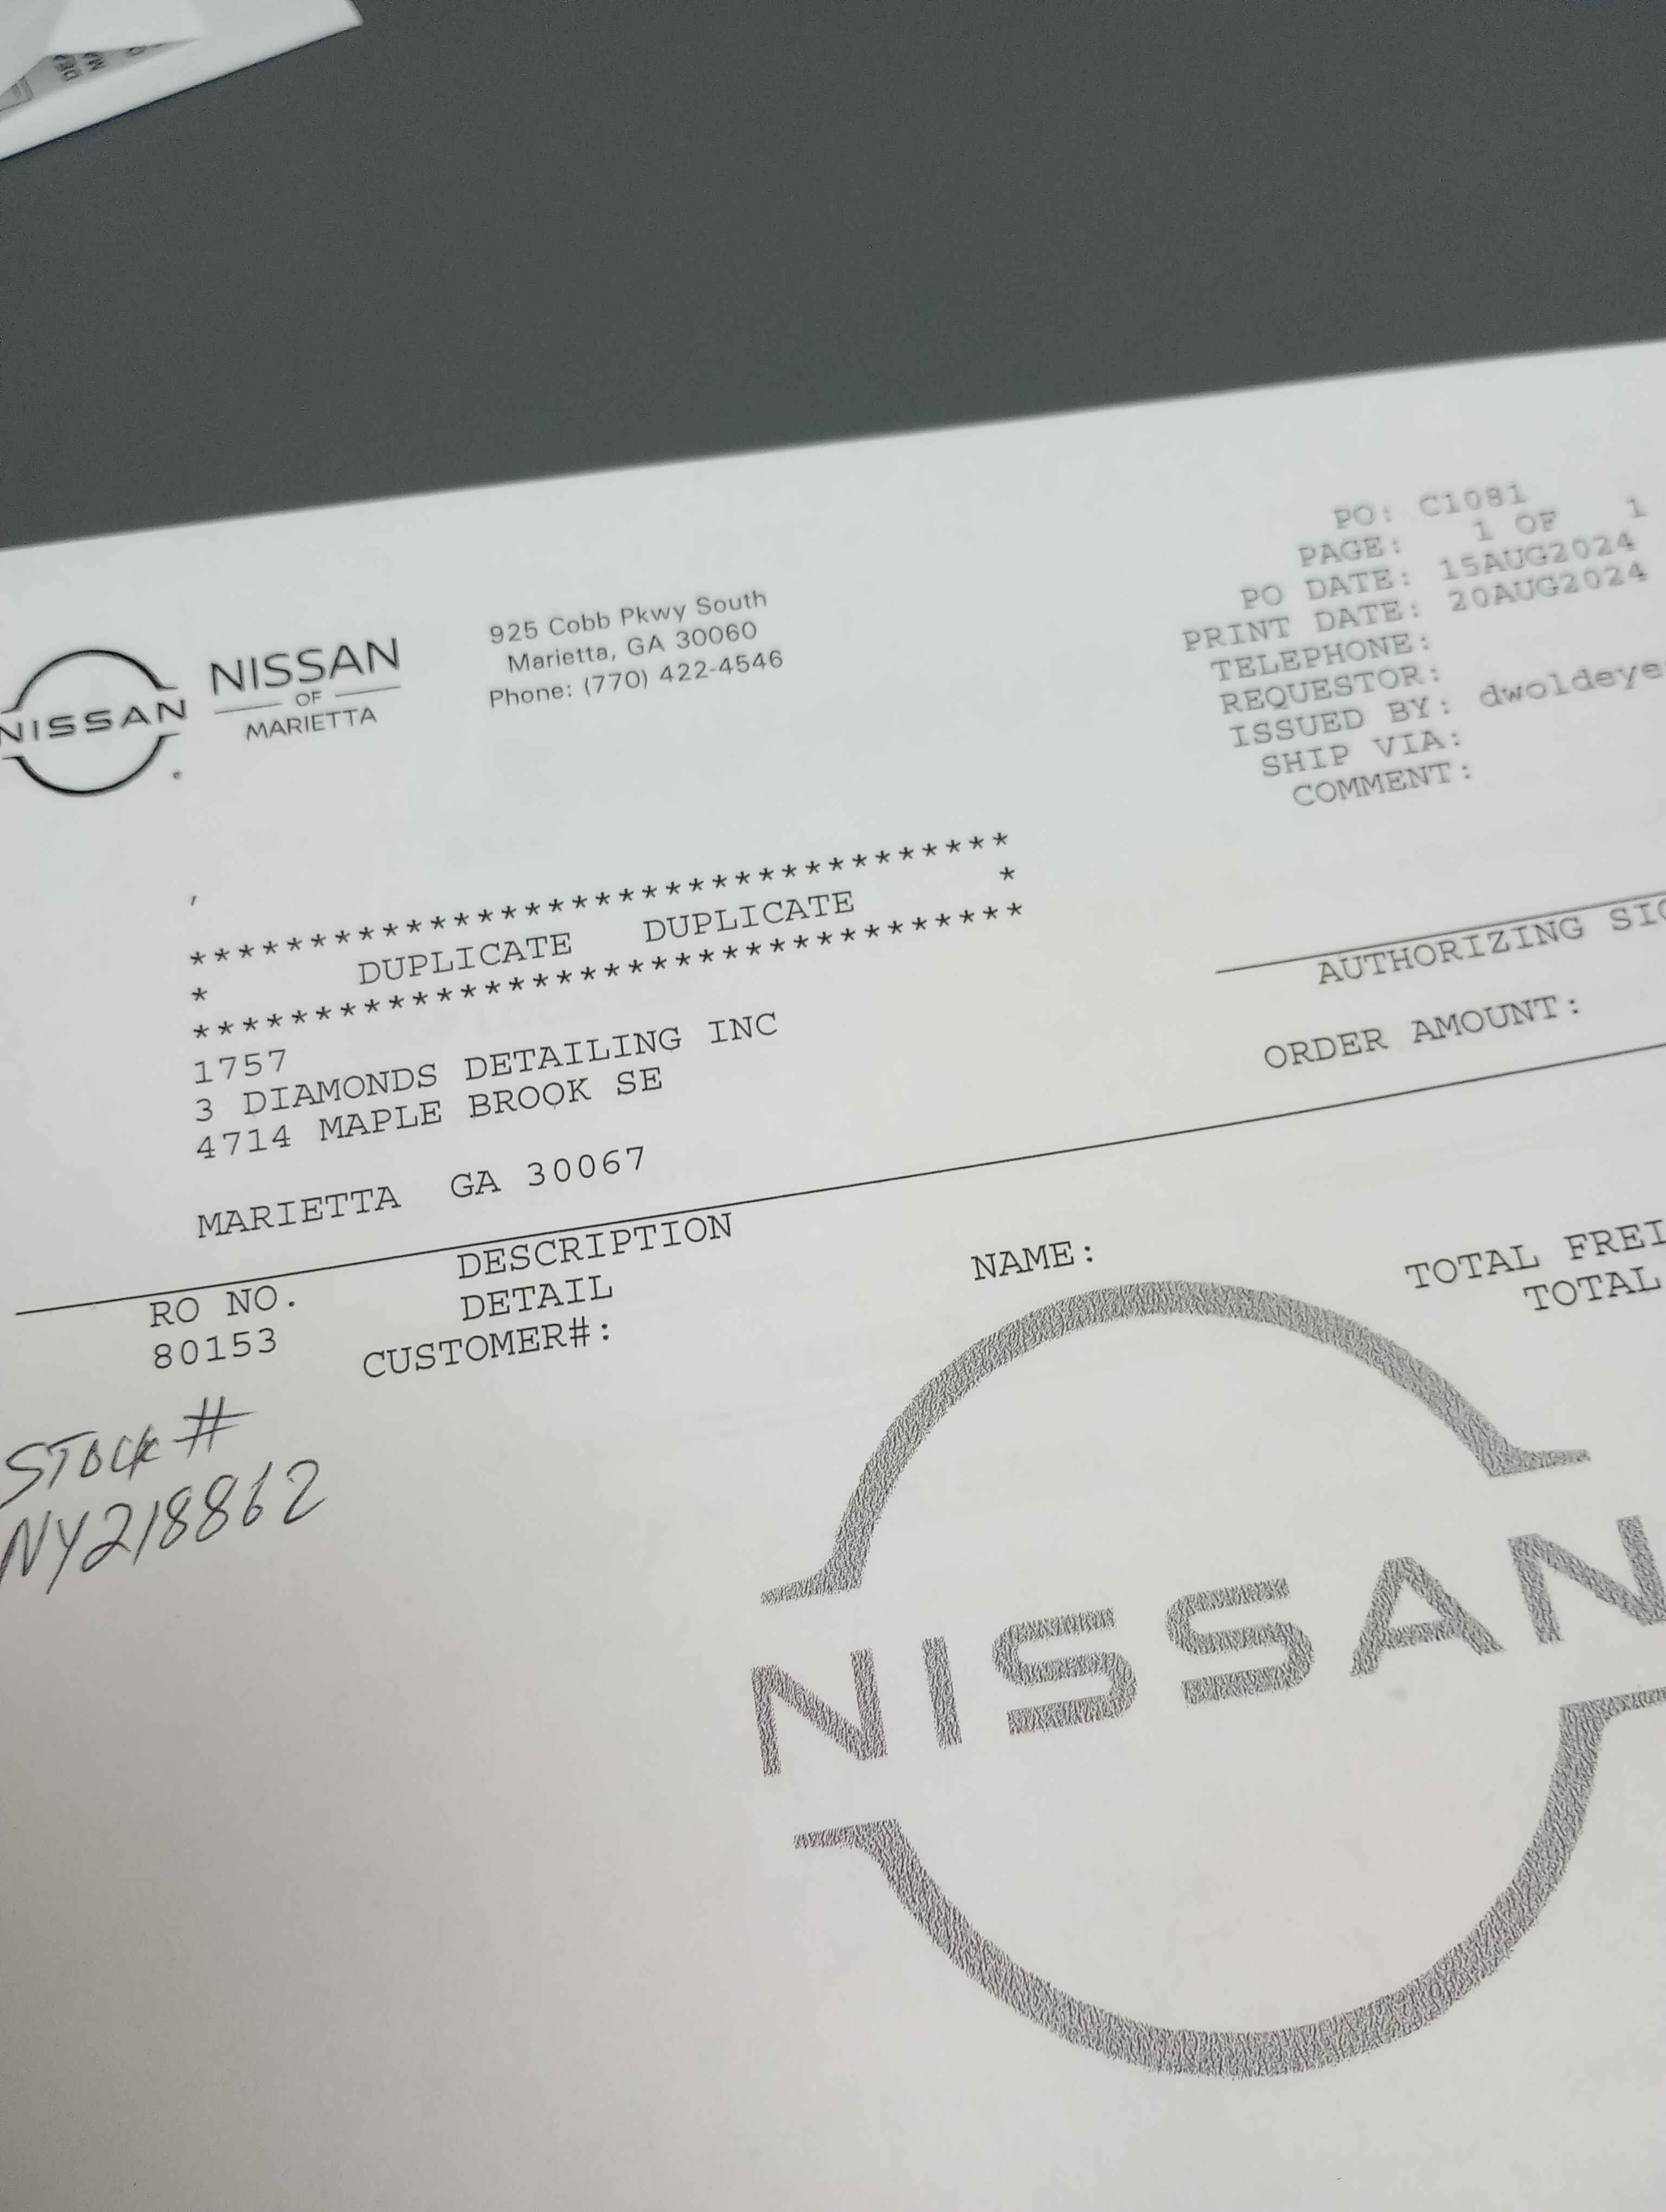 NISSAN
NISSAN
OF
MARIETTA
925 Cobb Pkwy South
Marietta, GA 30060
Phone: (770) 422-4546
PO: C1081
PAGE: 1 OF 1
PO DATE: 15AUG2024
PRINT DATE: 20AUG2024
TELEPHONE:
REQUESTOR:
ISSUED BY: dwoldeye
SHIP VIA:
COMMENT:
***********************************
* DUPLICATE DUPLICATE *
***********************************
1757
3 DIAMONDS DETAILING INC
4714 MAPLE BROOK SE
MARIETTA GA 30067
AUTHORIZING SIG
ORDER AMOUNT:
RO NO. DESCRIPTION
80153 DETAIL
CUSTOMER#: NAME:
TOTAL FREI
TOTAL
STOCK #
NY218862
NISSAN